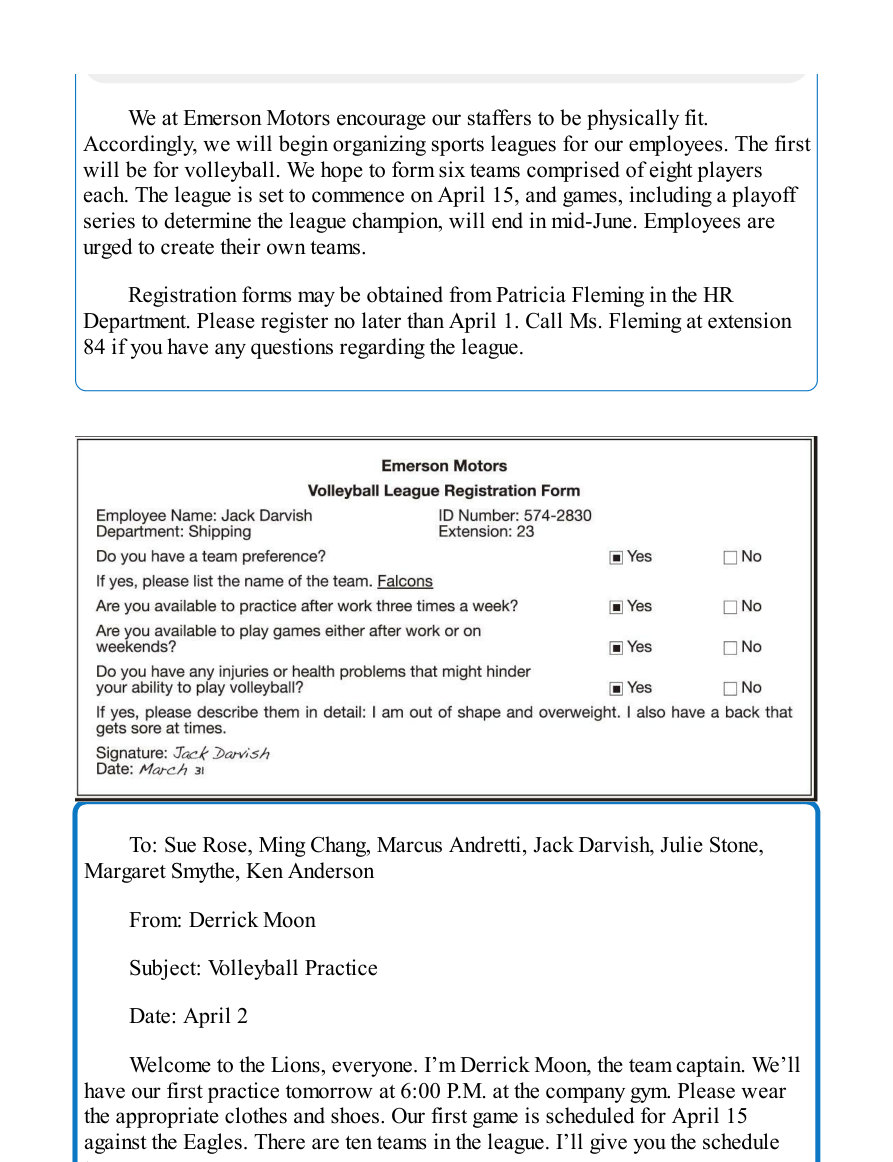 We at Emerson Motors encourage our staffers to be physically fit.
Accordingly, we will begin organizing sports leagues for our employees. The first
will be for volleyball. We hope to form six teams comprised of eight players
each. The league is set to commence on April 15, and games, including a playoff
series to determine the league champion, will end in mid-June. Employees are
urged to create their own teams.
Registration forms may be obtained from Patricia Fleming in the HR
Department. Please register no later than April 1. Call Ms. Fleming at extension
84 if you have any questions regarding the league.
Emerson Motors
Volleyball League Registration Form
Employee Name: Jack Darvish ID Number: 574-2830
Department: Shipping Extension: 23
Do you have a team preference? Yes No
If yes, please list the name of the team. Falcons
Are you available to practice after work three times a week? Yes No
Are you available to play games either after work or on
weekends? Yes No
Do you have any injuries or health problems that might hinder
your ability to play volleyball? Yes No
If yes, please describe them in detail: I am out of shape and overweight. I also have a back that
gets sore at times.
Signature: Jack Darvish
Date: March 31
To: Sue Rose, Ming Chang, Marcus Andretti, Jack Darvish, Julie Stone,
Margaret Smythe, Ken Anderson
From: Derrick Moon
Subject: Volleyball Practice
Date: April 2
Welcome to the Lions, everyone. I’m Derrick Moon, the team captain. We’ll
have our first practice tomorrow at 6:00 P.M. at the company gym. Please wear
the appropriate clothes and shoes. Our first game is scheduled for April 15
against the Eagles. There are ten teams in the league. I’ll give you the schedule